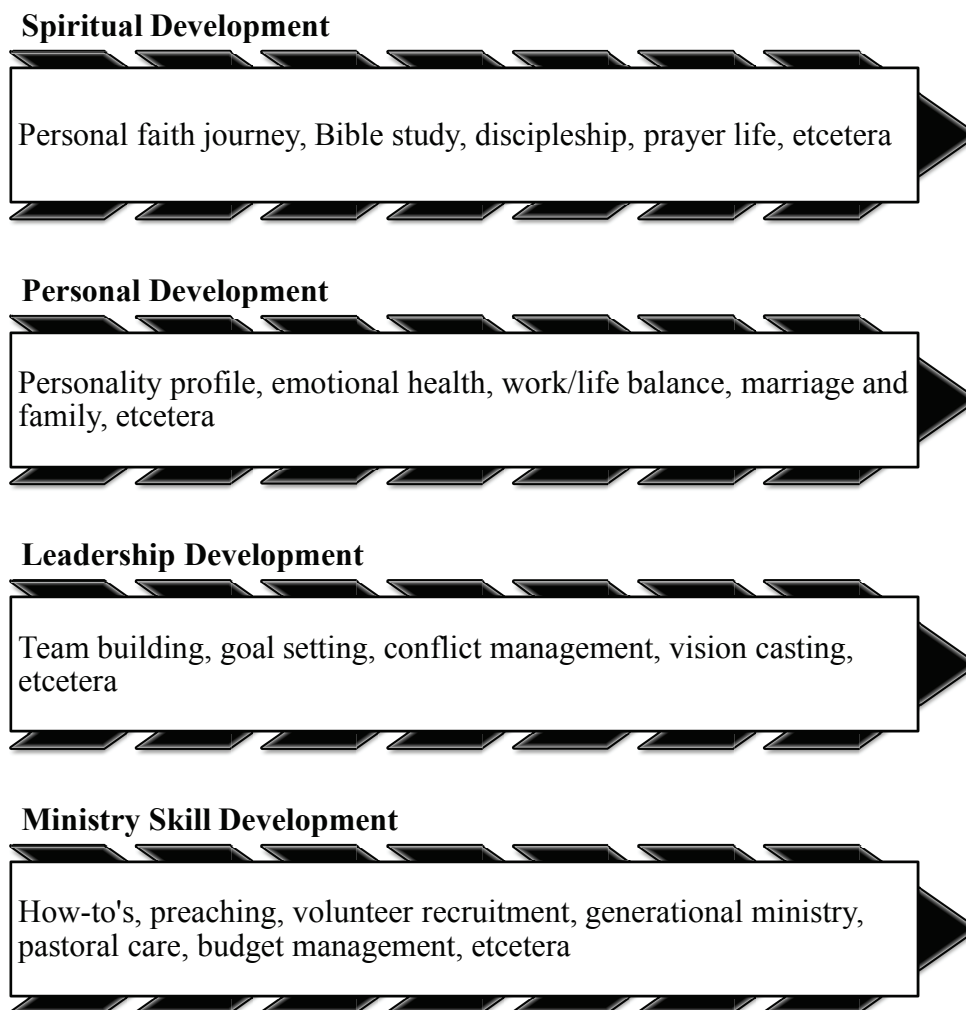 Spiritual Development
Personal faith journey, Bible study, discipleship, prayer life, etcetera
Personal Development
Personality profile, emotional health, work/life balance, marriage and
family, etcetera
Leadership Development
Team building, goal setting, conflict management, vision casting,
etcetera
Ministry Skill Development
How-to's, preaching, volunteer recruitment, generational ministry,
pastoral care, budget management, etcetera